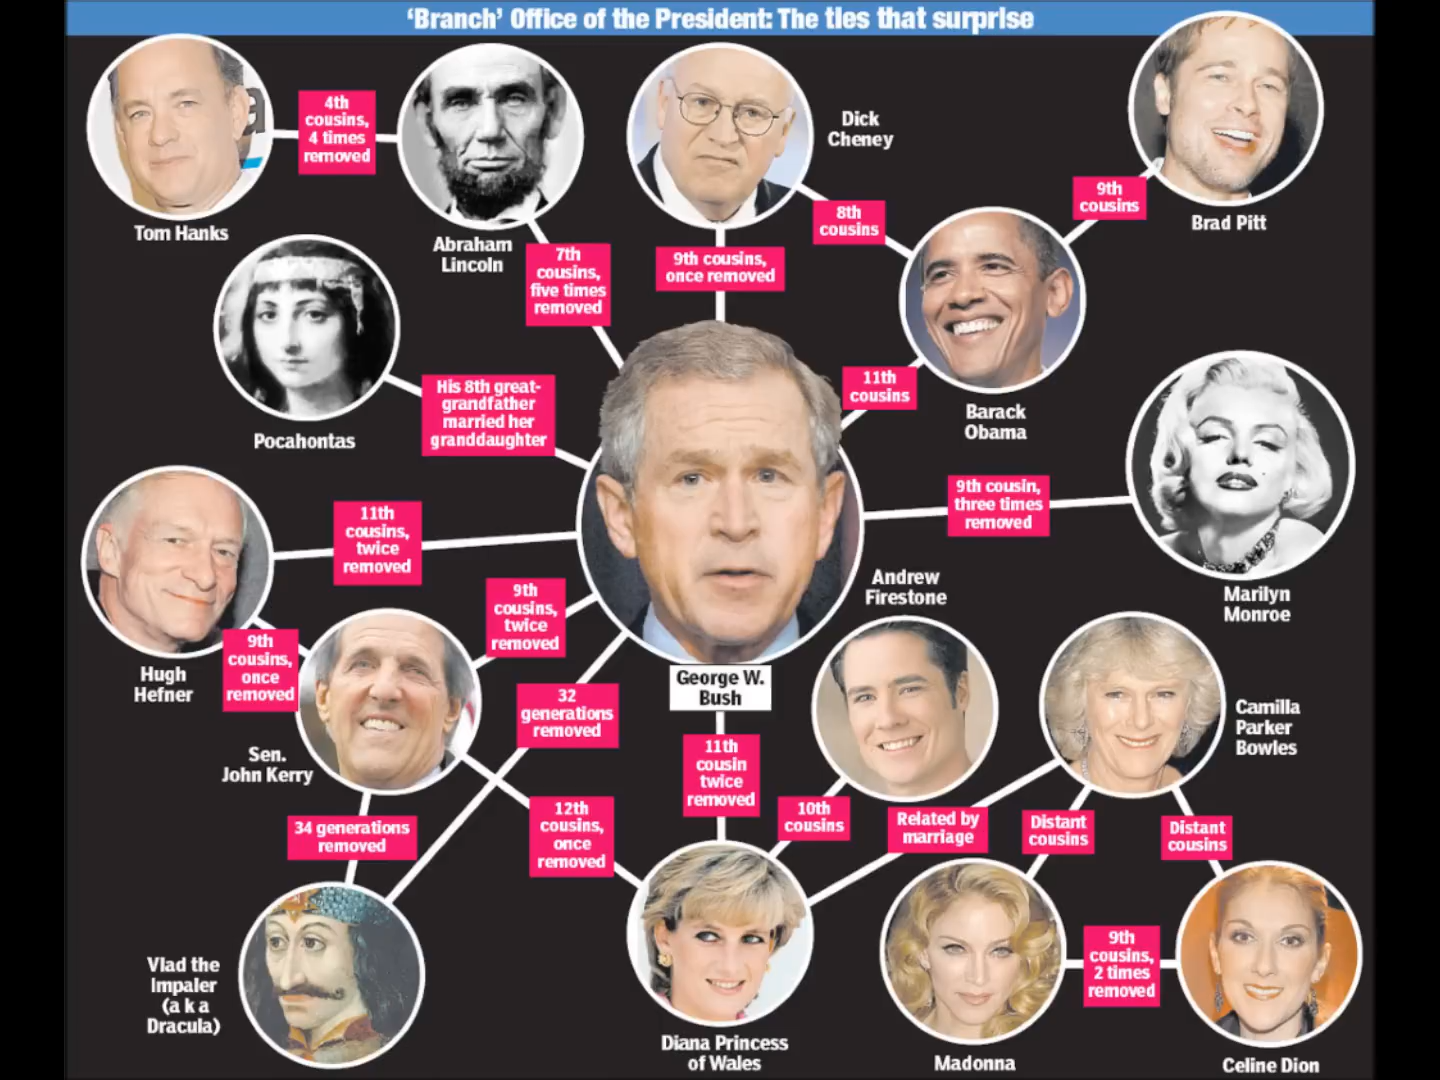 ‘Branch’ Office of the President: The ties that surprise
4th
cousins,
4 times
removed
Tom Hanks
Abraham
Lincoln
Dick
Cheney
8th
cousins
9th
cousins
Brad Pitt
7th
cousins,
five times
removed
9th cousins,
once removed
Pocahontas
His 8th great-
grandfather
married her
granddaughter
11th
cousins
Barack
Obama
9th cousin,
three times
removed
Marilyn
Monroe
11th
cousins,
twice
removed
Hugh
Hefner
9th
cousins,
twice
removed
9th
cousins,
once
removed
Andrew
Firestone
George W.
Bush
32
generations
removed
Sen.
John Kerry
Camilla
Parker
Bowles
11th
cousin
twice
removed
34 generations
removed
12th
cousins,
once
removed
10th
cousins
Related by
marriage
Distant
cousins
Distant
cousins
Vlad the
Impaler
(a k a
Dracula)
Diana Princess
of Wales
9th
cousins,
2 times
removed
Madonna
Celine Dion